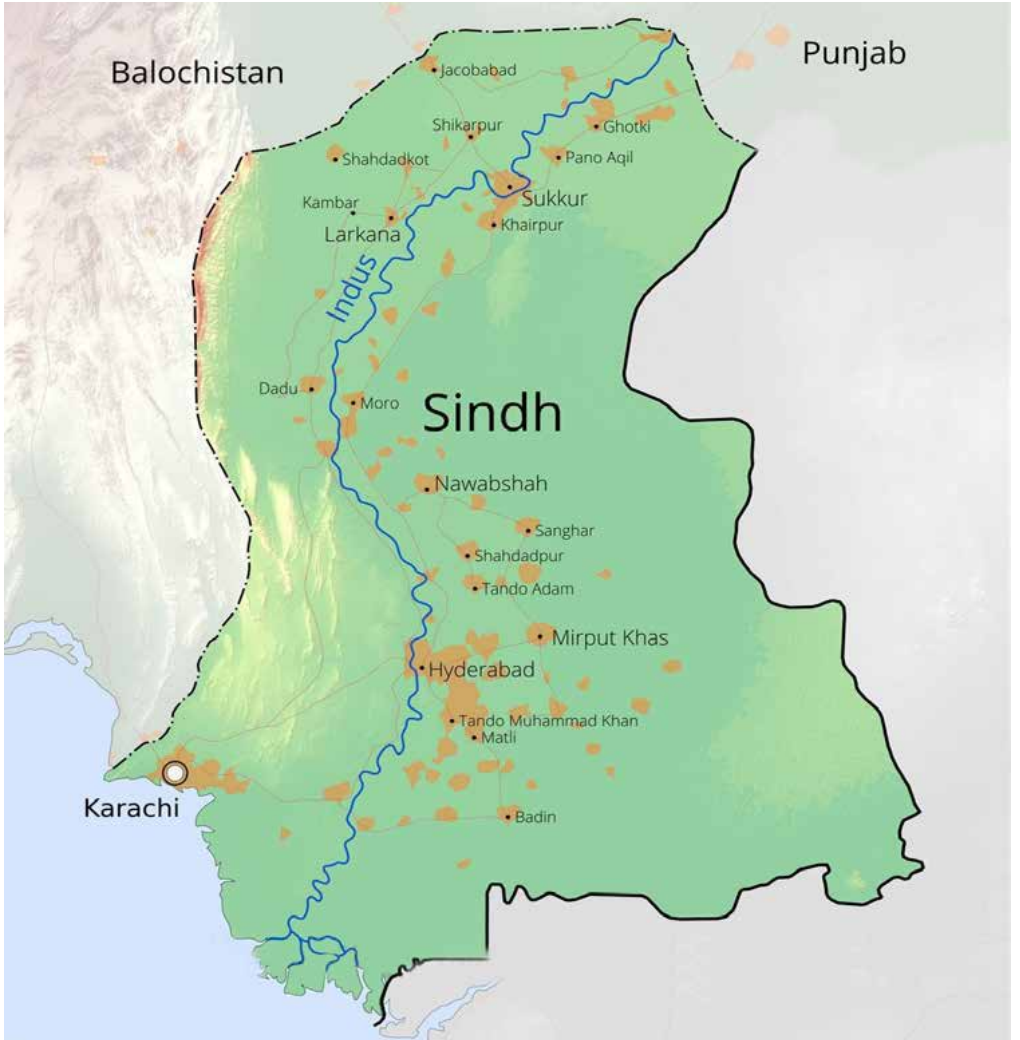 Balochistan
Punjab
Jacobabad
Shikarpur
Ghotki
Shahdadkot
Pano Aqil
Sukkur
Kambar
Larkana
Khairpur
Indus
Dadu
Moro
Sindh
Nawabshah
Sanghar
Shahdadpur
Tando Adam
Mirput Khas
Hyderabad
Tando Muhammad Khan
Matli
Karachi
Badin